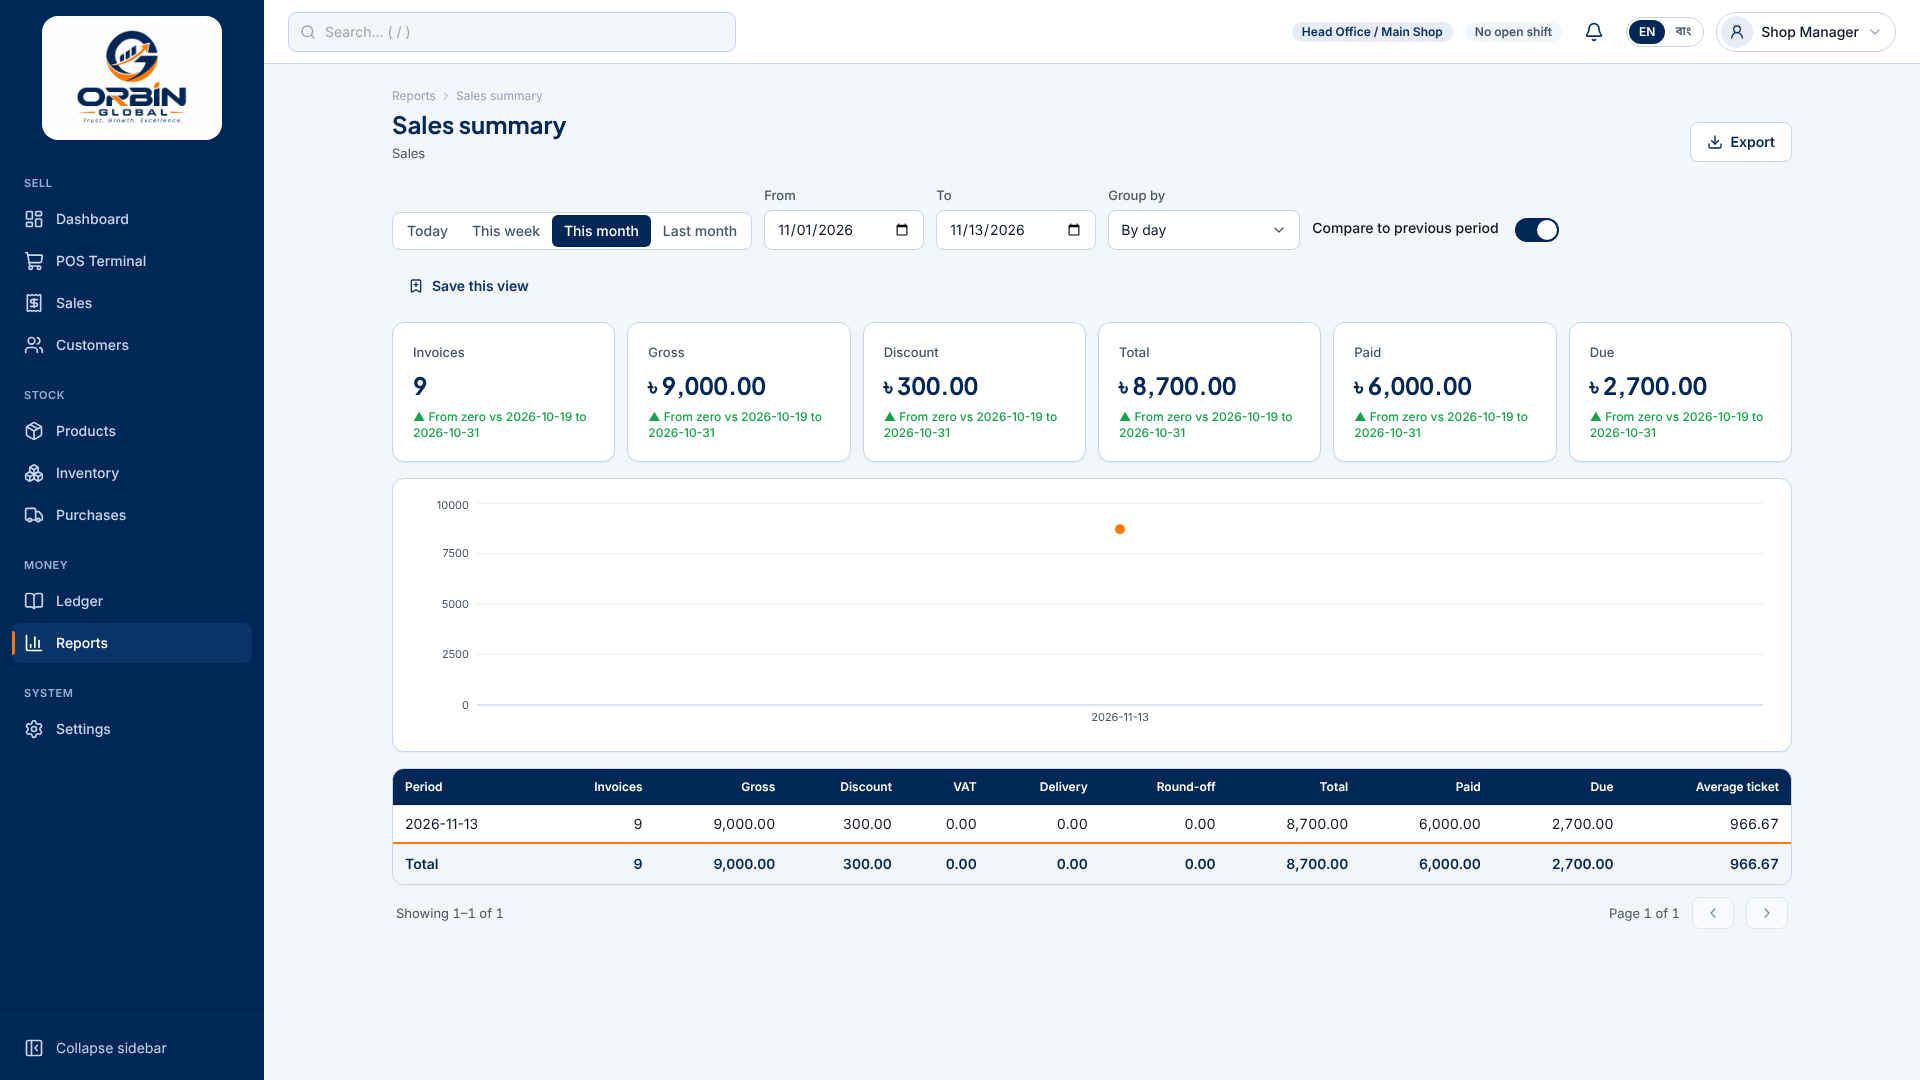 ORBIN
GLOBAL
Trust. Growth. Excellence.
Search... ( / )
Head Office / Main Shop
No open shift
EN
বাং
Shop Manager
SELL
Dashboard
POS Terminal
Sales
Customers
STOCK
Products
Inventory
Purchases
MONEY
Ledger
Reports
SYSTEM
Settings
Collapse sidebar
Reports > Sales summary
Sales summary
Sales
Export
Today This week This month Last month
From
11/01/2026
To
11/13/2026
Group by
By day
Compare to previous period
Save this view
Invoices
9
▲ From zero vs 2026-10-19 to
2026-10-31
Gross
৳ 9,000.00
▲ From zero vs 2026-10-19 to
2026-10-31
Discount
৳ 300.00
▲ From zero vs 2026-10-19 to
2026-10-31
Total
৳ 8,700.00
▲ From zero vs 2026-10-19 to
2026-10-31
Paid
৳ 6,000.00
▲ From zero vs 2026-10-19 to
2026-10-31
Due
৳ 2,700.00
▲ From zero vs 2026-10-19 to
2026-10-31
10000
7500
5000
2500
0
2026-11-13
Period Invoices Gross Discount VAT Delivery Round-off Total Paid Due Average ticket
2026-11-13 9 9,000.00 300.00 0.00 0.00 0.00 8,700.00 6,000.00 2,700.00 966.67
Total 9 9,000.00 300.00 0.00 0.00 0.00 8,700.00 6,000.00 2,700.00 966.67
Showing 1–1 of 1
Page 1 of 1